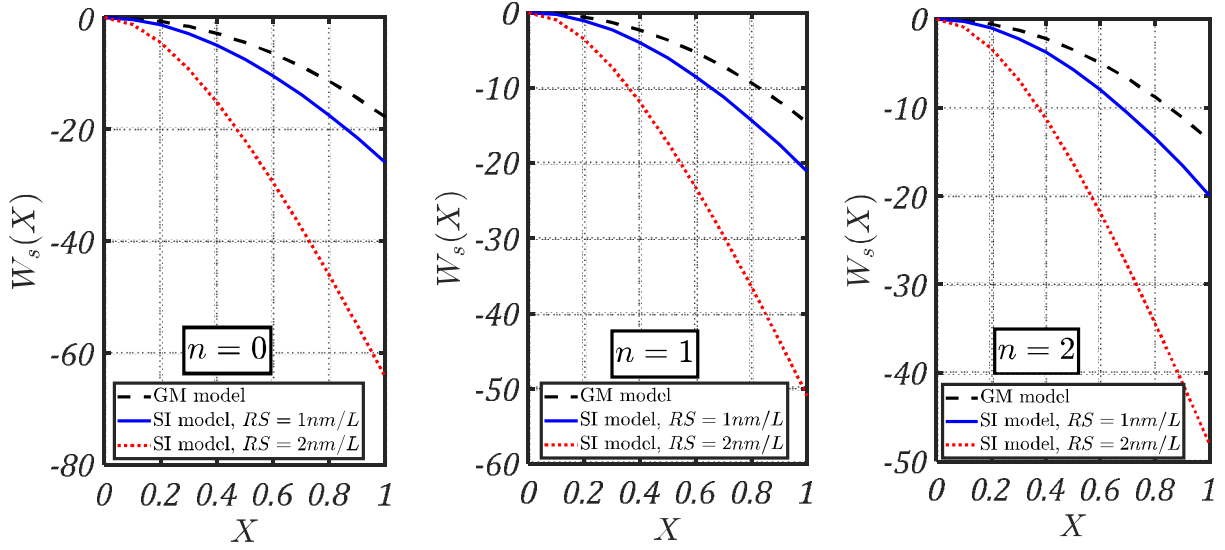 0
-20
-40
-60
-80
W_s(X)
n = 0
GM model
SI model, RS = 1nm/L
SI model, RS = 2nm/L
0 0.2 0.4 0.6 0.8 1
X
0
-10
-20
-30
-40
-50
-60
W_s(X)
n = 1
GM model
SI model, RS = 1nm/L
SI model, RS = 2nm/L
0 0.2 0.4 0.6 0.8 1
X
0
-10
-20
-30
-40
-50
W_s(X)
n = 2
GM model
SI model, RS = 1nm/L
SI model, RS = 2nm/L
0 0.2 0.4 0.6 0.8 1
X